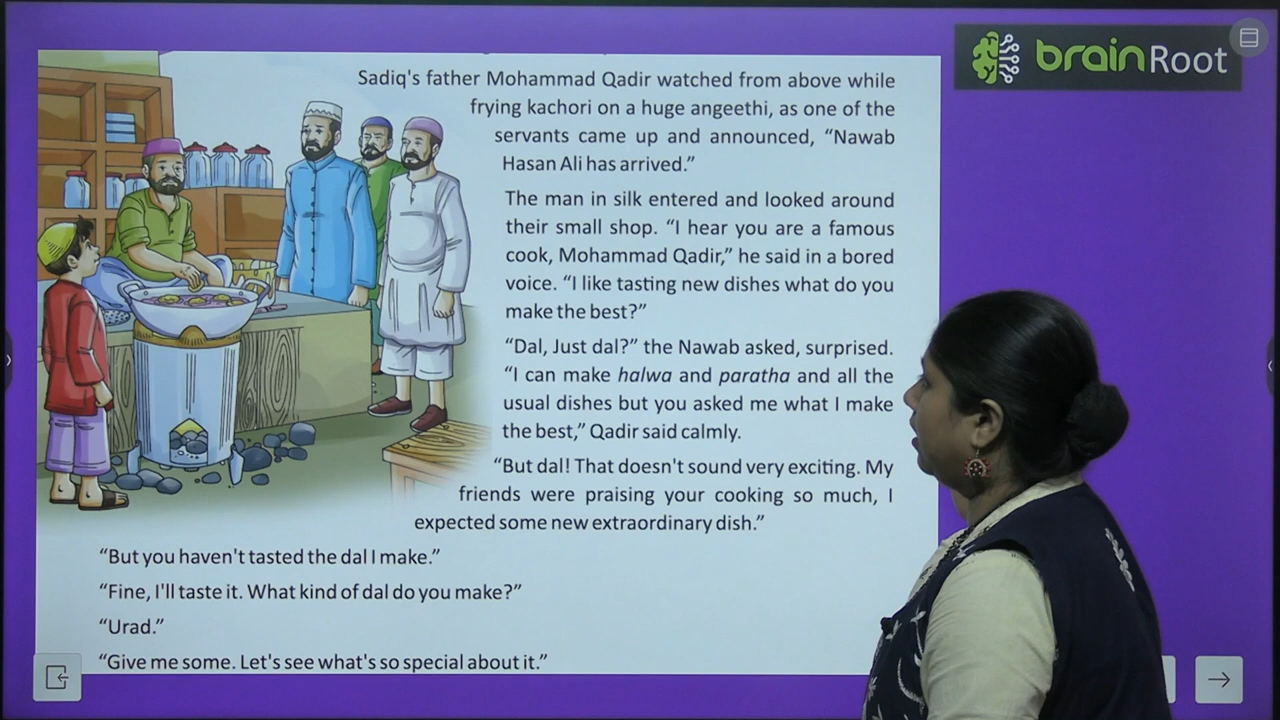 brainRoot
Sadiq's father Mohammad Qadir watched from above while
frying kachori on a huge angeethi, as one of the
servants came up and announced, “Nawab
Hasan Ali has arrived.”
The man in silk entered and looked around
their small shop. “I hear you are a famous
cook, Mohammad Qadir,” he said in a bored
voice. “I like tasting new dishes what do you
make the best?”
“Dal, Just dal?” the Nawab asked, surprised.
“I can make halwa and paratha and all the
usual dishes but you asked me what I make
the best,” Qadir said calmly.
“But dal! That doesn't sound very exciting. My
friends were praising your cooking so much, I
expected some new extraordinary dish.”
“But you haven't tasted the dal I make.”
“Fine, I'll taste it. What kind of dal do you make?”
“Urad.”
“Give me some. Let's see what's so special about it.”